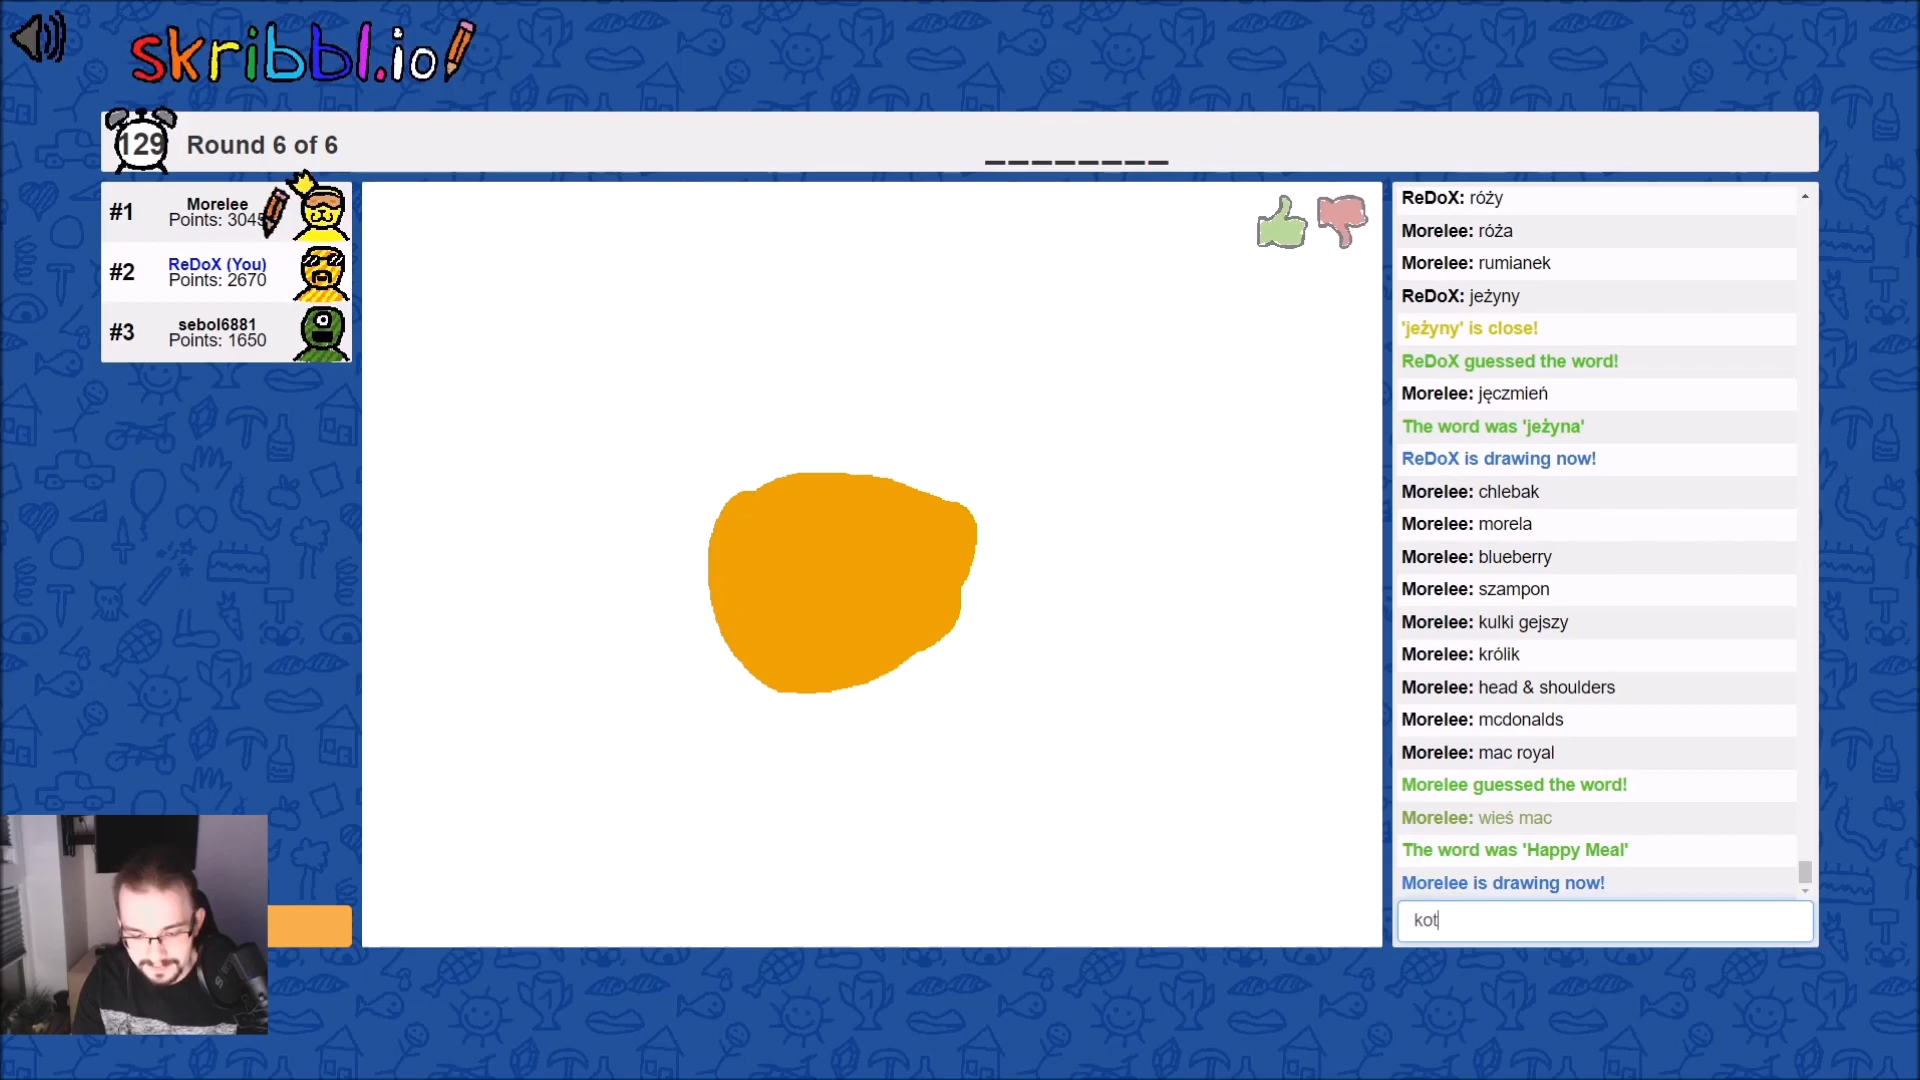 skribbl.io
129
Round 6 of 6
________
#1
Morelee
Points: 3045
#2
ReDoX (You)
Points: 2670
#3
sebol6881
Points: 1650
ReDoX: róży
Morelee: róża
Morelee: rumianek
ReDoX: jeżyny
'jeżyny' is close!
ReDoX guessed the word!
Morelee: jęczmień
The word was 'jeżyna'
ReDoX is drawing now!
Morelee: chlebak
Morelee: morela
Morelee: blueberry
Morelee: szampon
Morelee: kulki gejszy
Morelee: królik
Morelee: head & shoulders
Morelee: mcdonalds
Morelee: mac royal
Morelee guessed the word!
Morelee: wieś mac
The word was 'Happy Meal'
Morelee is drawing now!
kot